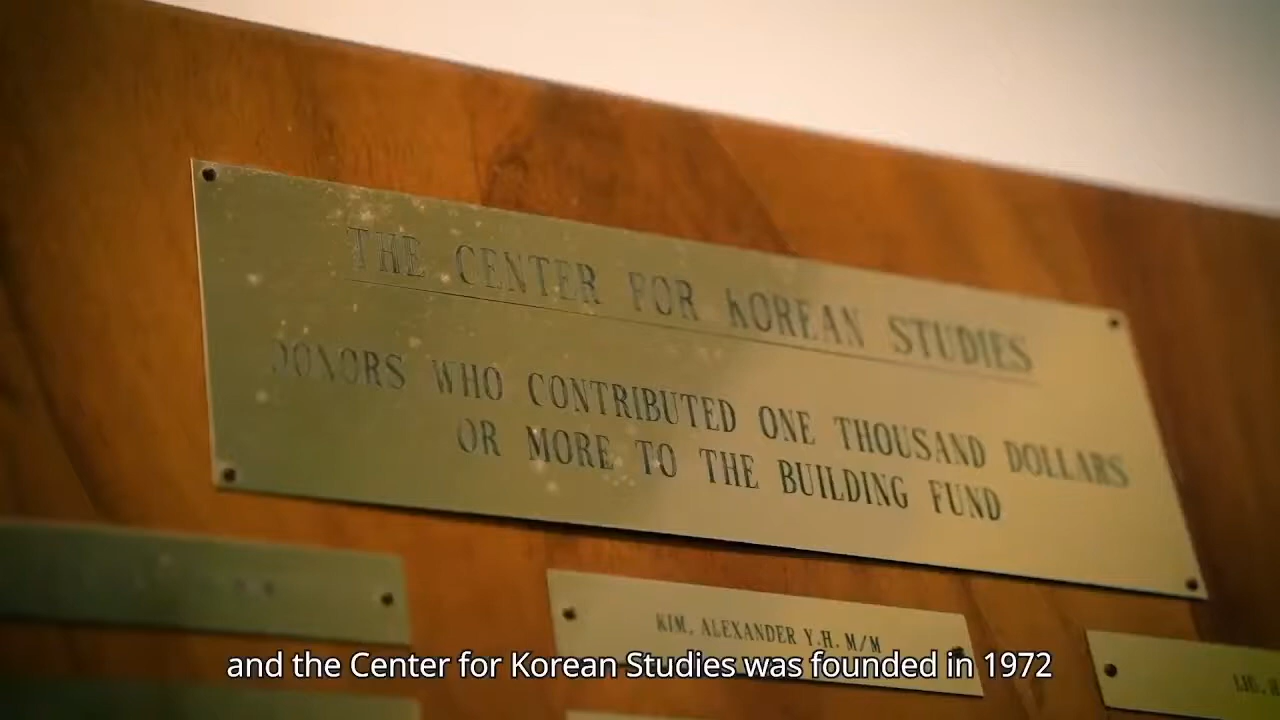 THE CENTER FOR KOREAN STUDIES
DONORS WHO CONTRIBUTED ONE THOUSAND DOLLARS
OR MORE TO THE BUILDING FUND
KIM, ALEXANDER Y.H. M/M
and the Center for Korean Studies was founded in 1972